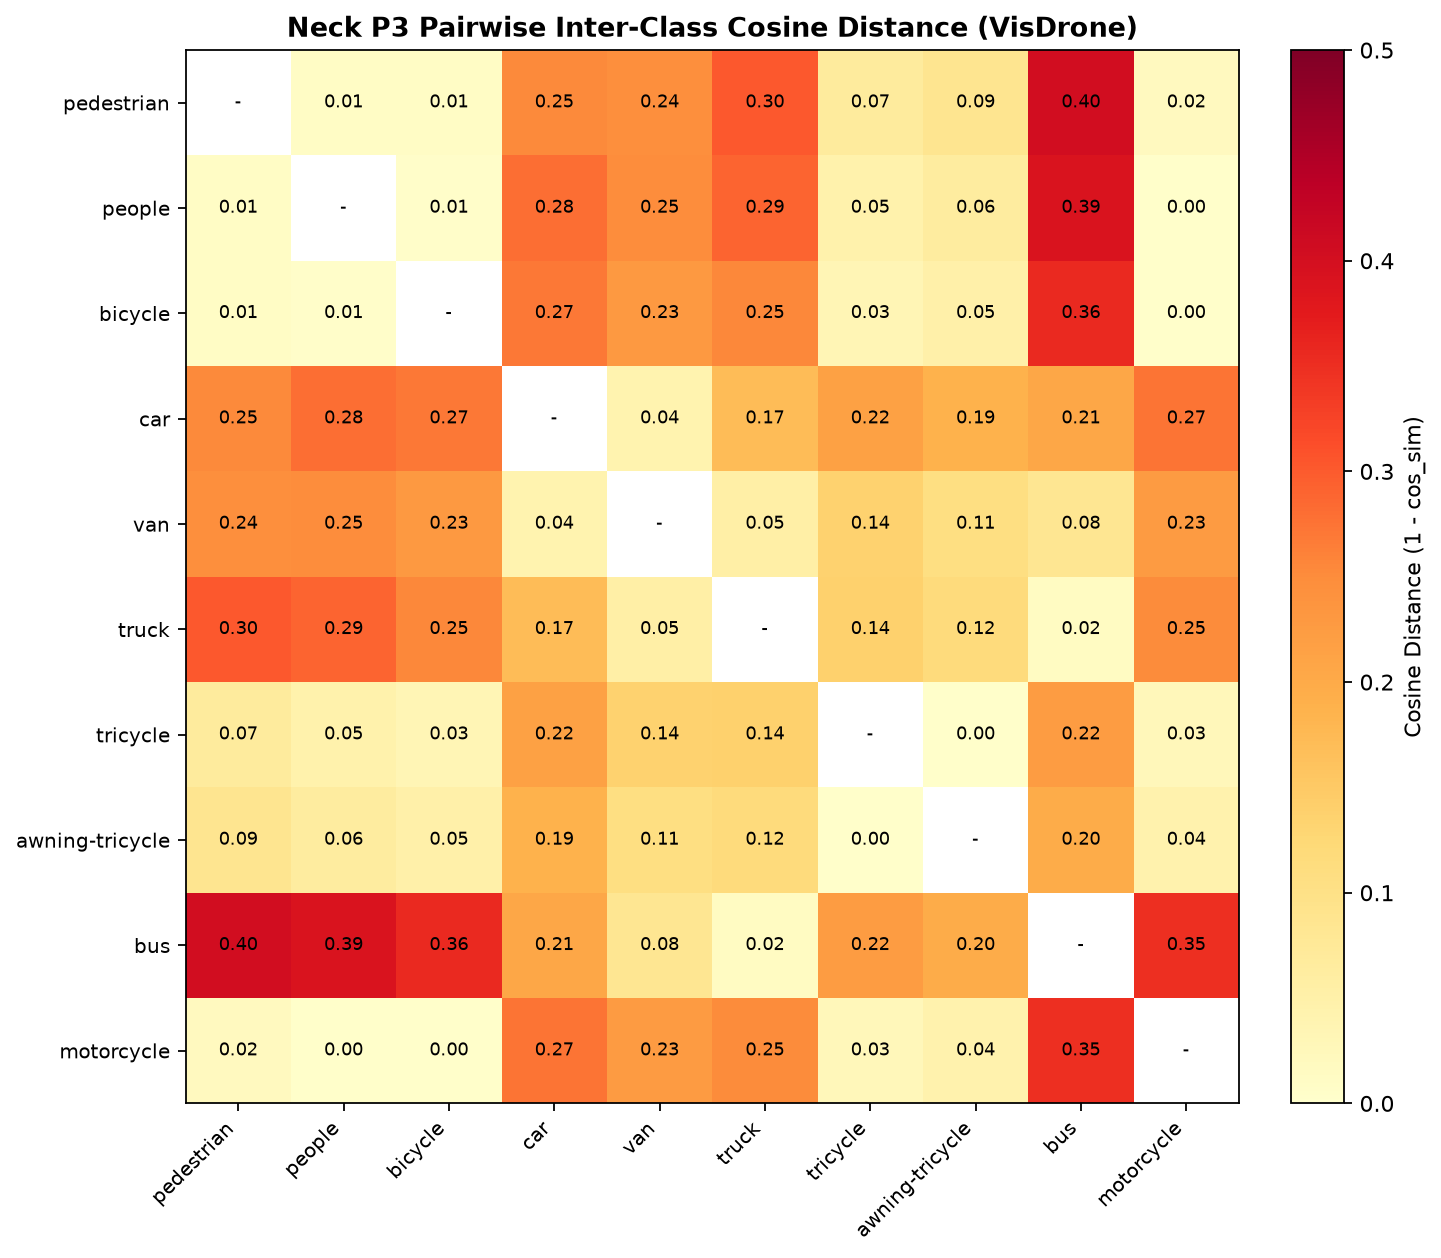 Neck P3 Pairwise Inter-Class Cosine Distance (VisDrone)
pedestrian - 0.01 0.01 0.25 0.24 0.30 0.07 0.09 0.40 0.02
people 0.01 - 0.01 0.28 0.25 0.29 0.05 0.06 0.39 0.00
bicycle 0.01 0.01 - 0.27 0.23 0.25 0.03 0.05 0.36 0.00
car 0.25 0.28 0.27 - 0.04 0.17 0.22 0.19 0.21 0.27
van 0.24 0.25 0.23 0.04 - 0.05 0.14 0.11 0.08 0.23
truck 0.30 0.29 0.25 0.17 0.05 - 0.14 0.12 0.02 0.25
tricycle 0.07 0.05 0.03 0.22 0.14 0.14 - 0.00 0.22 0.03
awning-tricycle 0.09 0.06 0.05 0.19 0.11 0.12 0.00 - 0.20 0.04
bus 0.40 0.39 0.36 0.21 0.08 0.02 0.22 0.20 - 0.35
motorcycle 0.02 0.00 0.00 0.27 0.23 0.25 0.03 0.04 0.35 -
pedestrian people bicycle car van truck tricycle awning-tricycle bus motorcycle
0.5
0.4
0.3
0.2
0.1
0.0
Cosine Distance (1 - cos_sim)